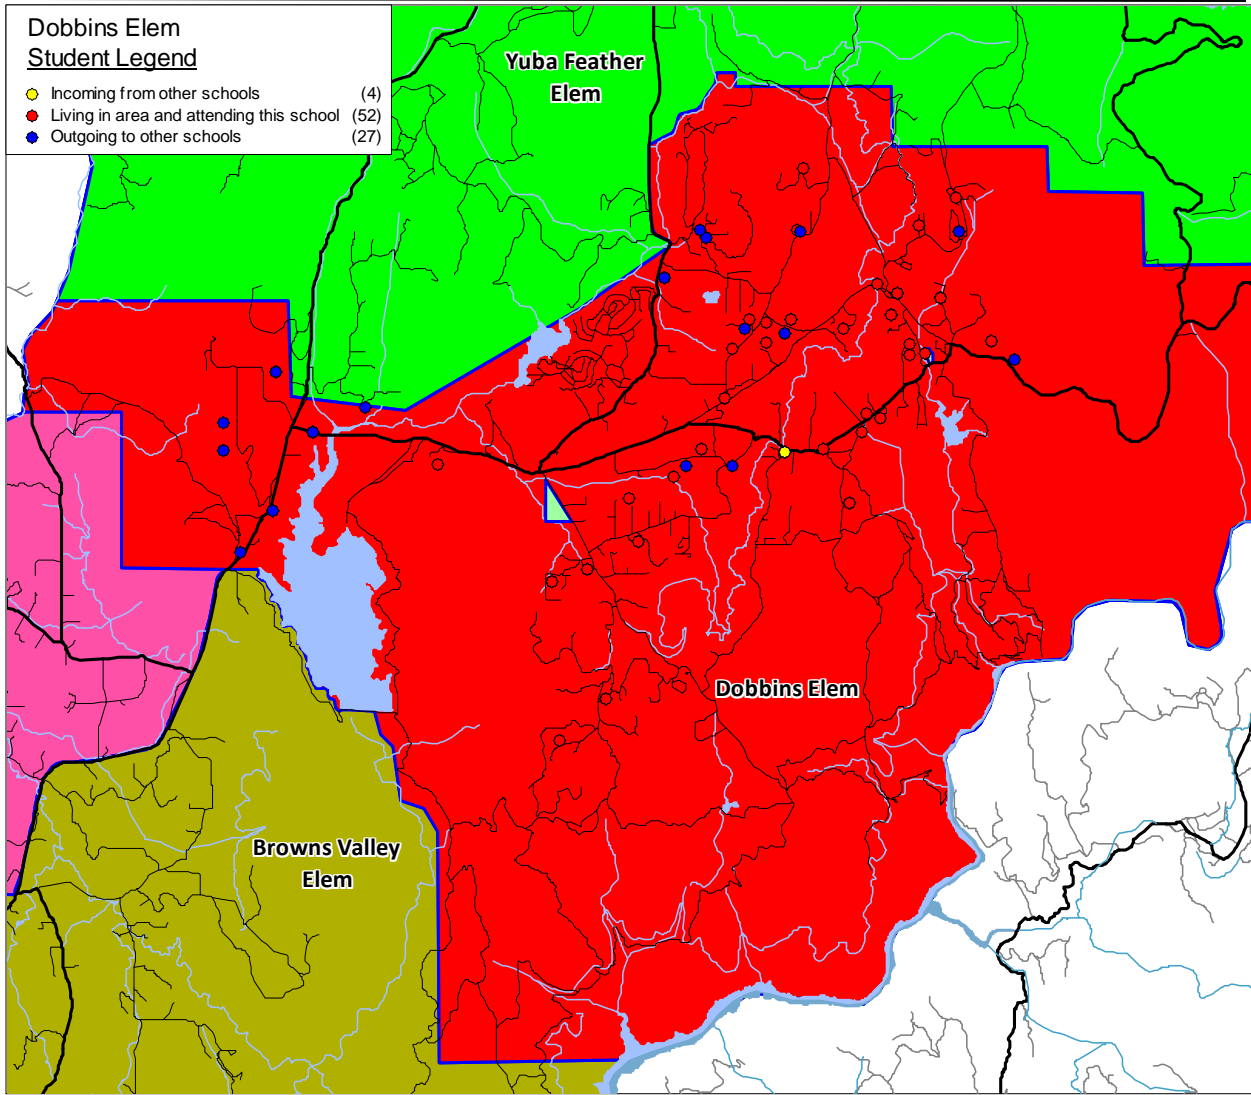 Dobbins Elem
Student Legend
Incoming from other schools (4)
Living in area and attending this school (52)
Outgoing to other schools (27)
Yuba Feather
Elem
Dobbins Elem
Browns Valley
Elem